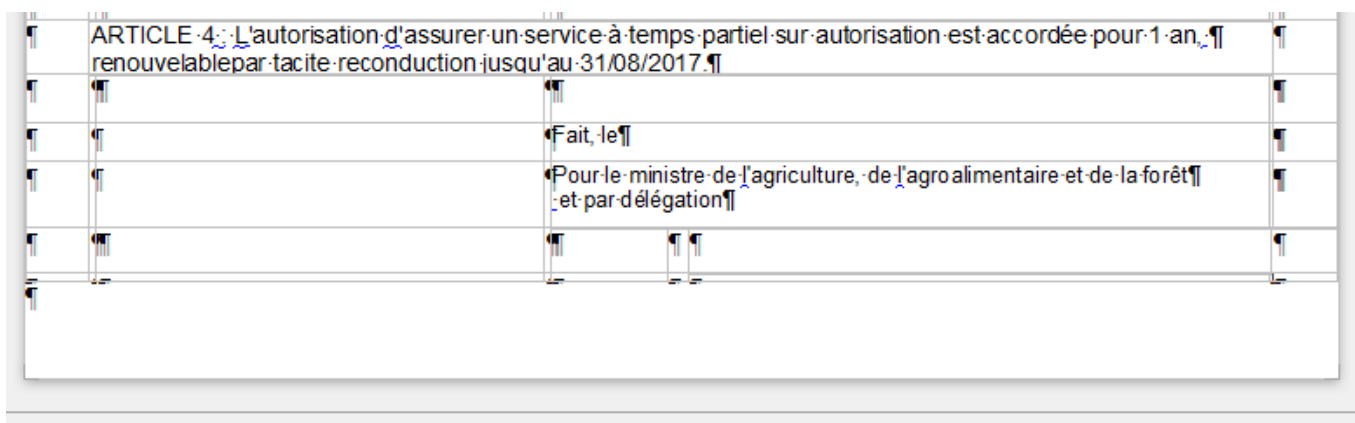 ARTICLE 4 : L'autorisation d'assurer un service à temps partiel sur autorisation est accordée pour 1 an, 
renouvelablepar tacite reconduction jusqu'au 31/08/2017.
Fait, le
Pour le ministre de l'agriculture, de l'agroalimentaire et de la forêt
et par délégation